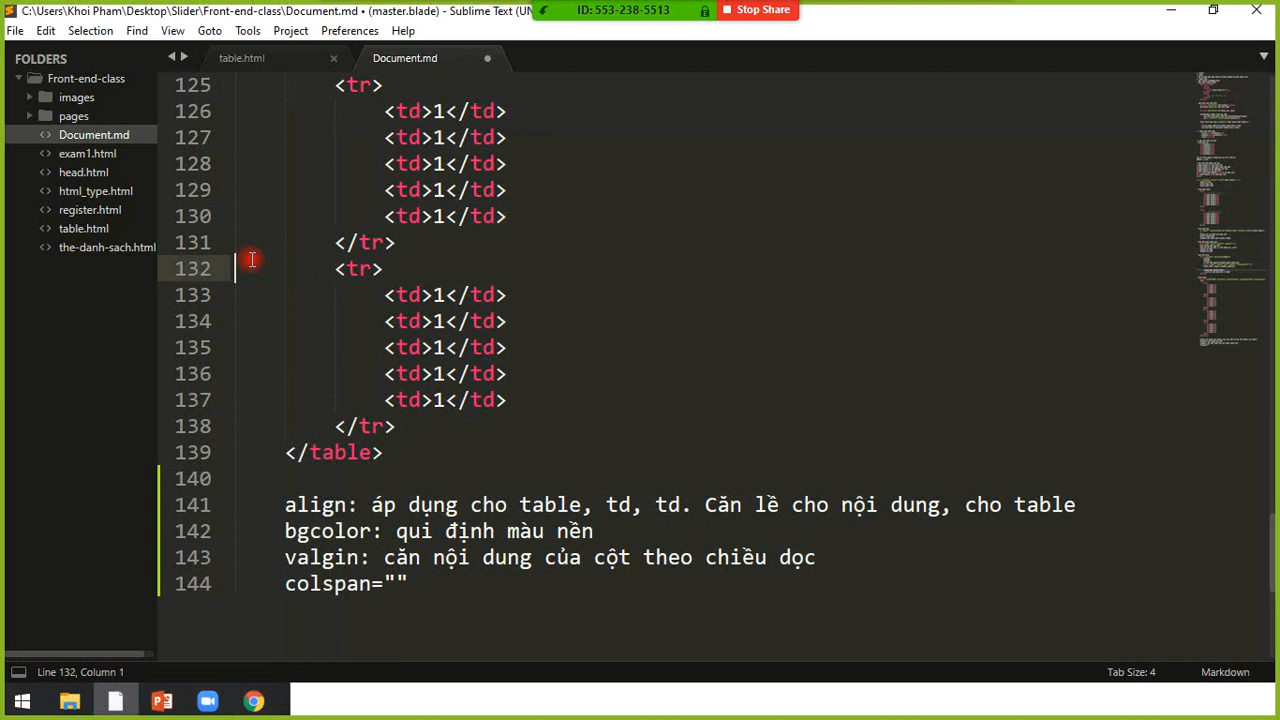 C:\Users\Khoi Pham\Desktop\Slider\Front-end-class\Document.md • (master.blade) - Sublime Text (UN
ID: 553-238-5513
Stop Share
File Edit Selection Find View Goto Tools Project Preferences Help
FOLDERS
Front-end-class
images
pages
Document.md
exam1.html
head.html
html_type.html
register.html
table.html
the-danh-sach.html
table.html
Document.md
125 <tr>
126 <td>1</td>
127 <td>1</td>
128 <td>1</td>
129 <td>1</td>
130 <td>1</td>
131 </tr>
132 <tr>
133 <td>1</td>
134 <td>1</td>
135 <td>1</td>
136 <td>1</td>
137 <td>1</td>
138 </tr>
139 </table>
140
141 align: áp dụng cho table, td, td. Căn lề cho nội dung, cho table
142 bgcolor: qui định màu nền
143 valgin: căn nội dung của cột theo chiều dọc
144 colspan=""
Line 132, Column 1
Tab Size: 4
Markdown